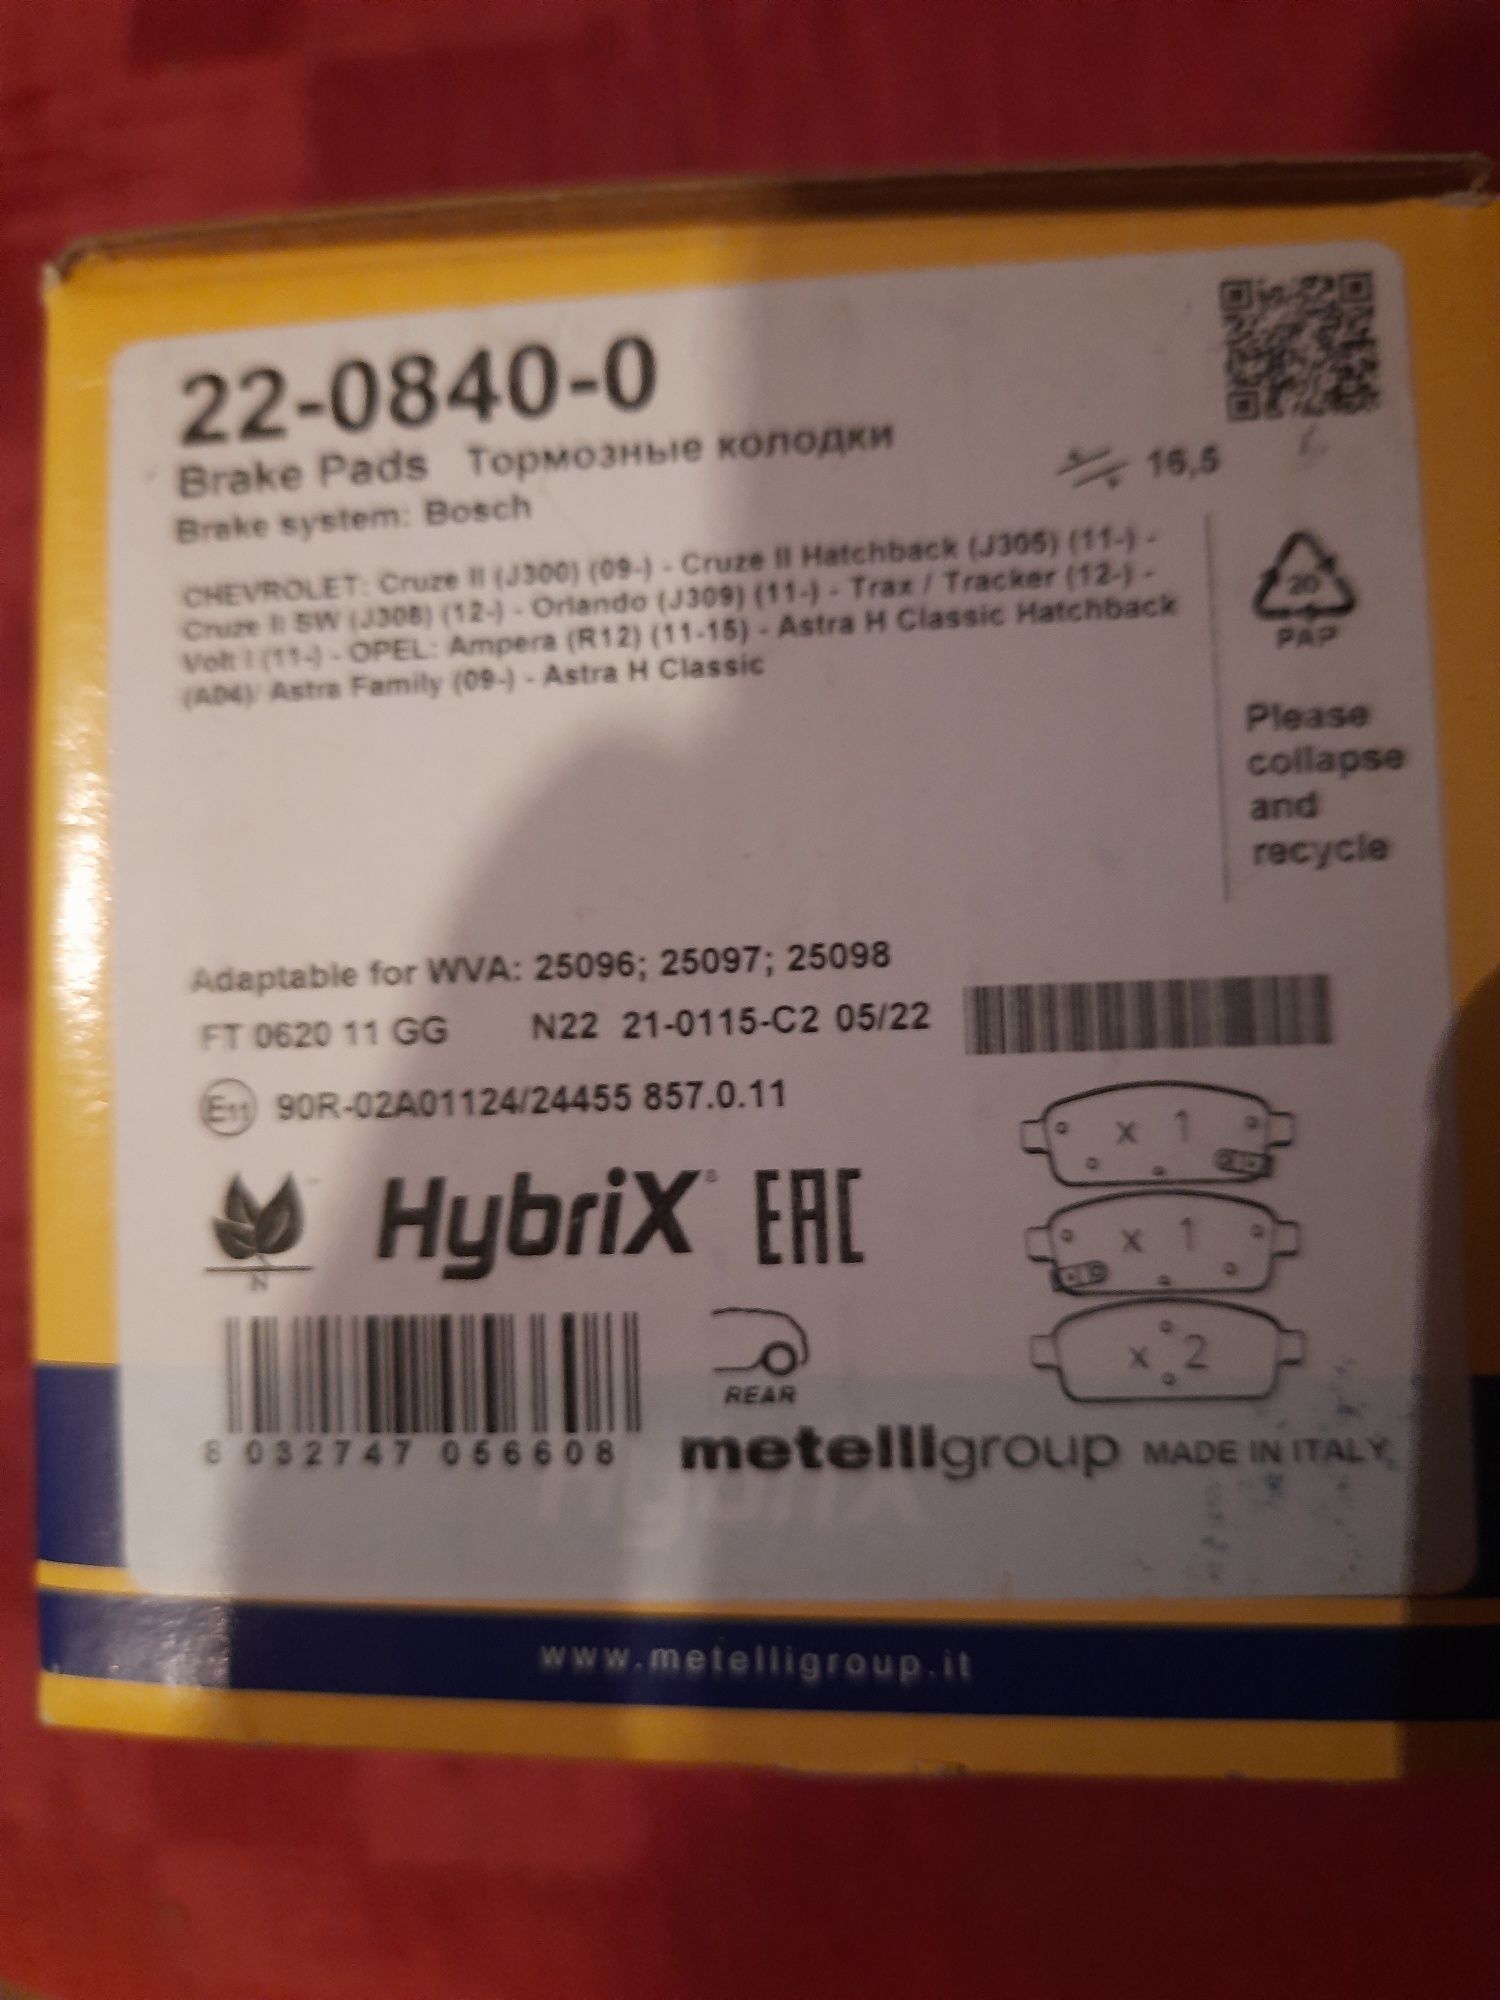 22-0840-0
Brake Pads Тормозные колодки
16,5
Brake system: Bosch
CHEVROLET: Cruze II (J300) (09-) - Cruze II Hatchback (J305) (11-) -
Cruze II SW (J308) (12-) - Orlando (J309) (11-) - Trax / Tracker (12-) -
Volt I (11-) - OPEL: Ampera (R12) (11-15) - Astra H Classic Hatchback
(A04)/ Astra Family (09-) - Astra H Classic
20
PAP
Please
collapse
and
recycle
Adaptable for WVA: 25096; 25097; 25098
FT 0620 11 GG N22 21-0115-C2 05/22
E11 90R-02A01124/24455 857.0.11
N
HybriX® EAC
x 1
x 1
x 2
REAR
8 032747 056608
metelligroup MADE IN ITALY
HybriX
www.metelligroup.it